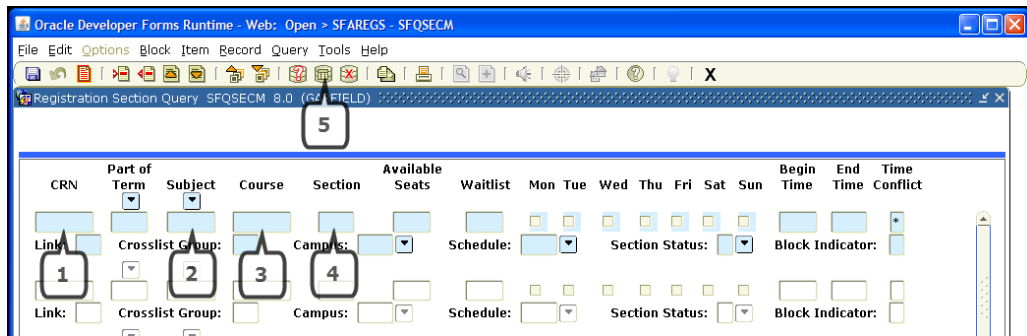 Oracle Developer Forms Runtime - Web: Open > SFAREGS - SFQSECM
File Edit Options Block Item Record Query Tools Help
X
Registration Section Query SFQSECM 8.0 (GARFIELD)
5
Part of Available Begin End Time
CRN Term Subject Course Section Seats Waitlist Mon Tue Wed Thu Fri Sat Sun Time Time Conflict
*
Link: Crosslist Group: Campus: Schedule: Section Status: Block Indicator:
1 2 3 4
Link: Crosslist Group: Campus: Schedule: Section Status: Block Indicator: